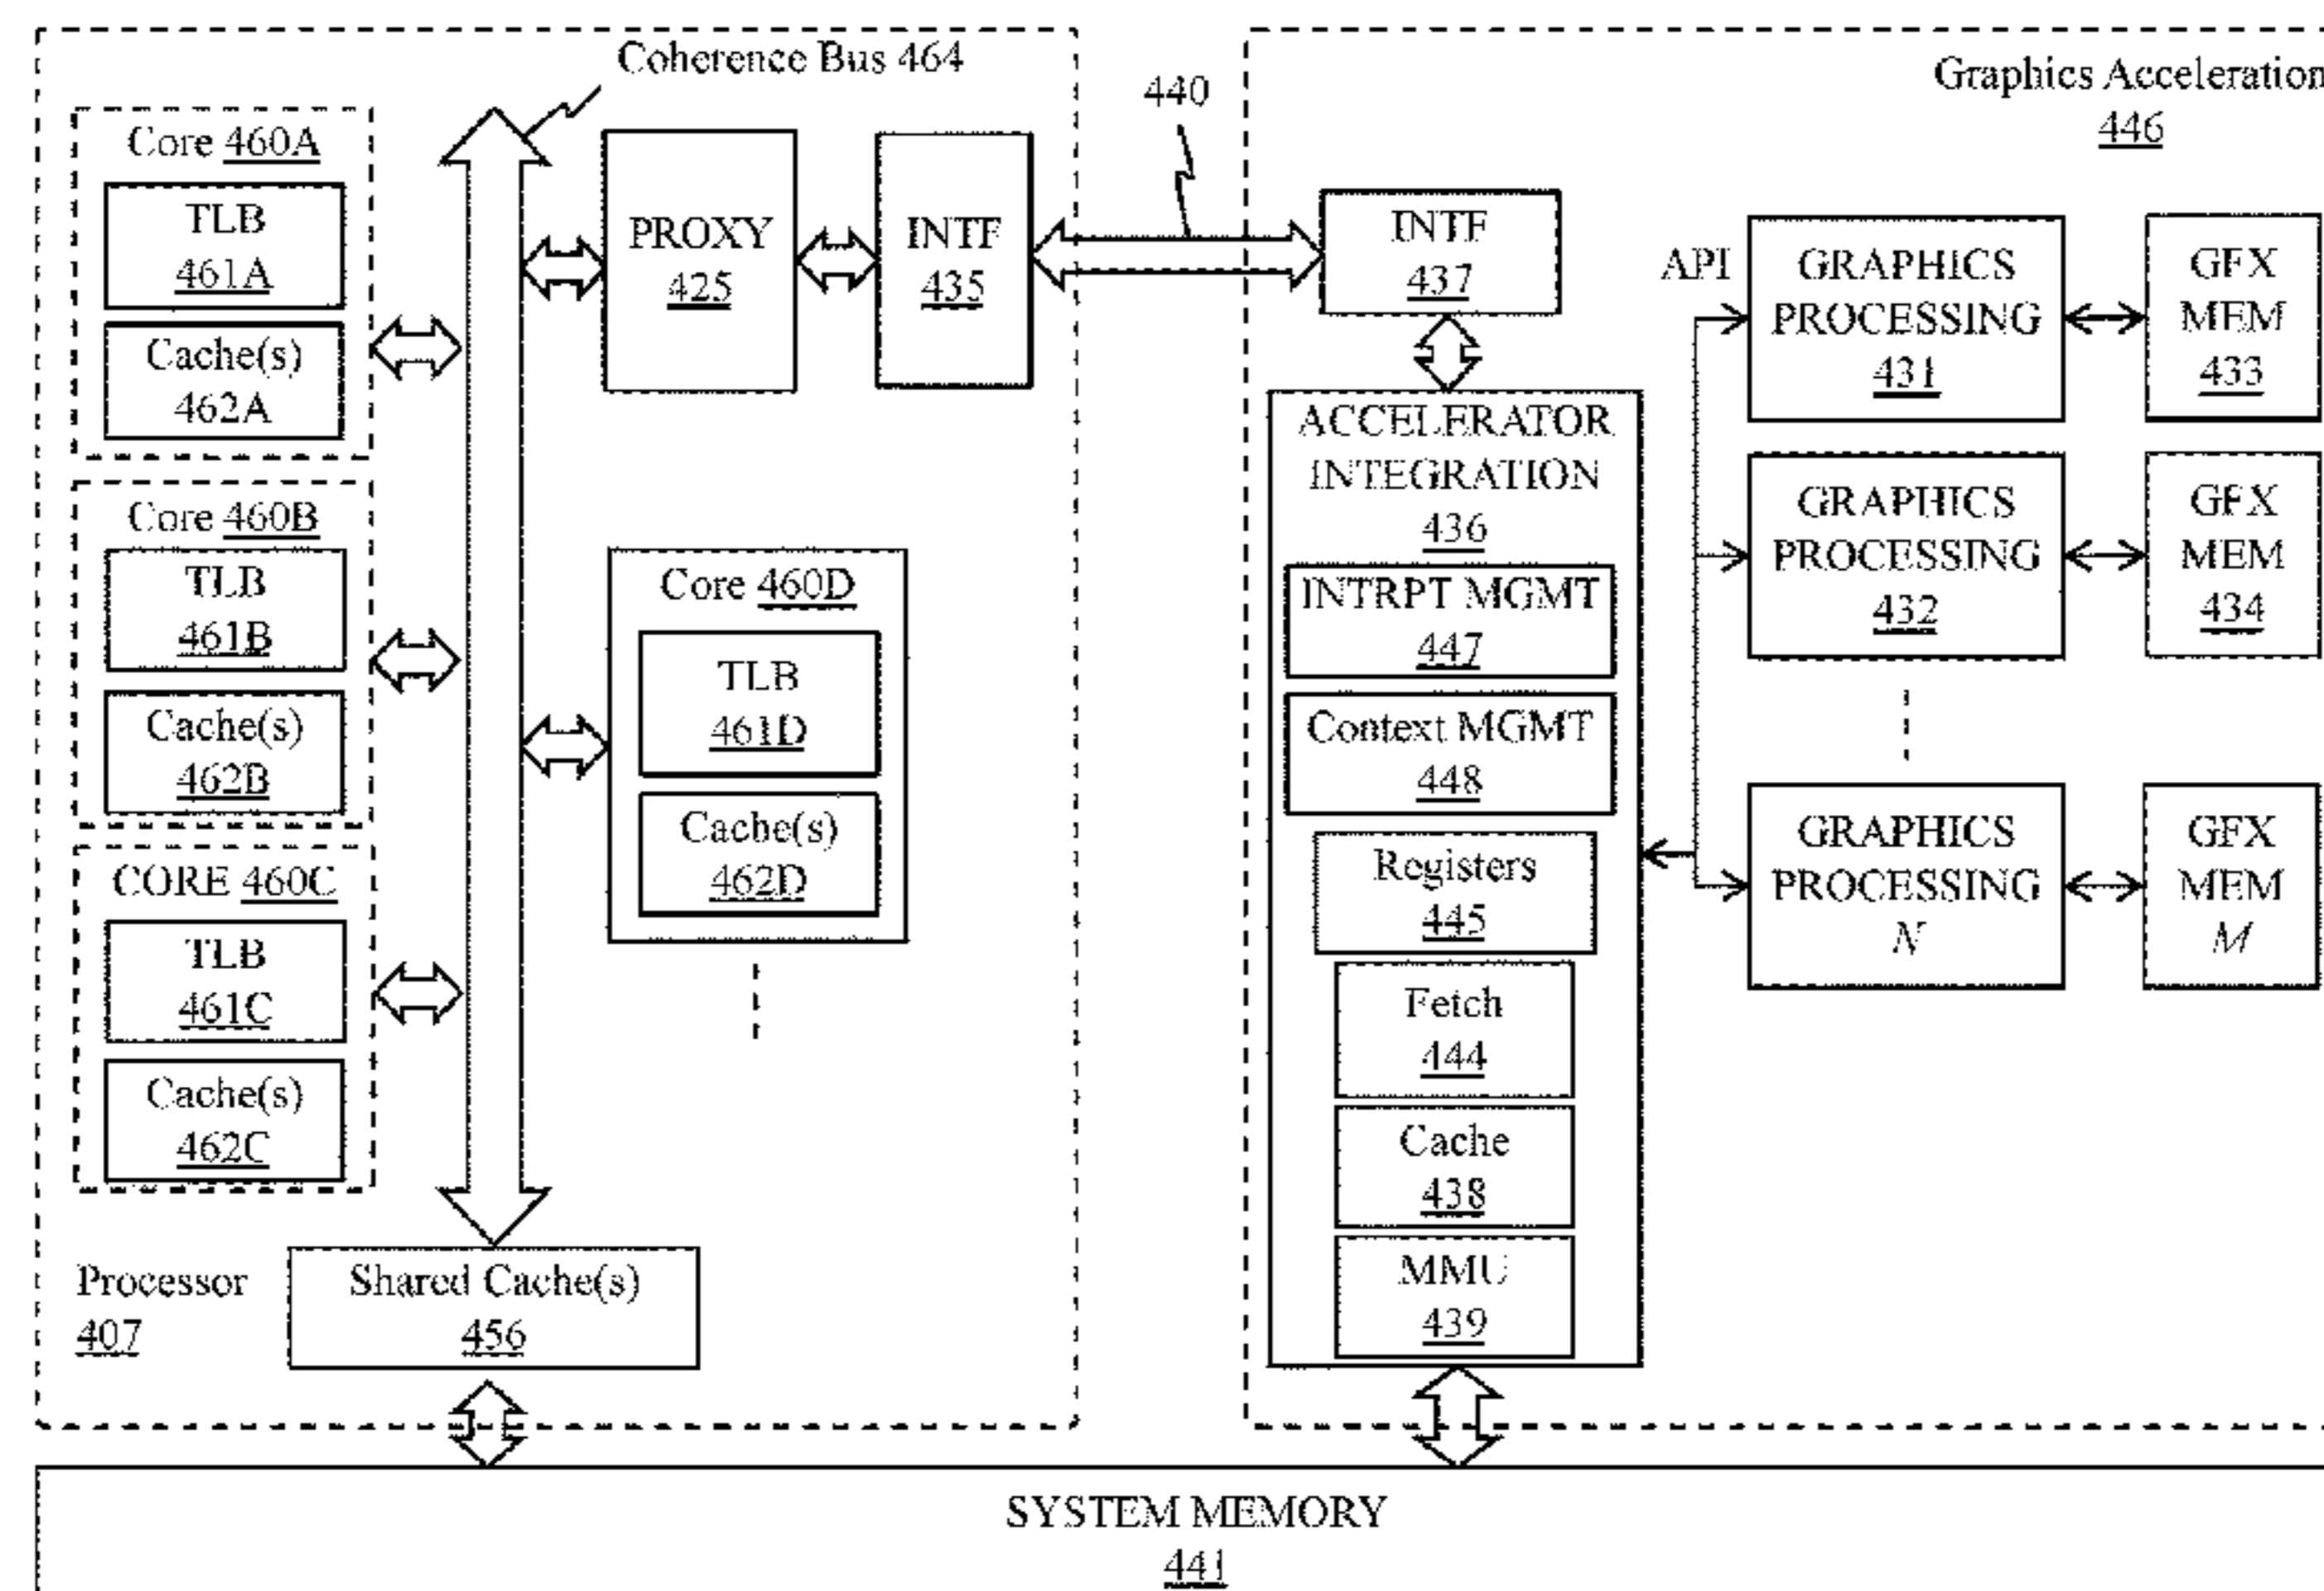 Coherence Bus 464
Core 460A
TLB
461A
Cache(s)
462A
Core 460B
TLB
461B
Cache(s)
462B
CORE 460C
TLB
461C
Cache(s)
462C
PROXY
425
INTF
435
Core 460D
TLB
461D
Cache(s)
462D
Processor
407
Shared Cache(s)
456
440
Graphics Acceleration
446
INTF
437
ACCELERATOR
INTEGRATION
436
INTRPT MGMT
447
Context MGMT
448
Registers
445
Fetch
444
Cache
438
MMU
439
API
GRAPHICS
PROCESSING
431
GFX
MEM
433
GRAPHICS
PROCESSING
432
GFX
MEM
434
GRAPHICS
PROCESSING
N
GFX
MEM
M
SYSTEM MEMORY
441